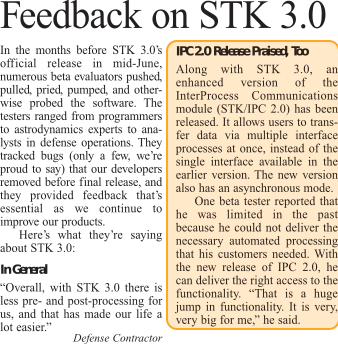 Feedback on STK 3.0
In the months before STK 3.0's
official release in mid-June,
numerous beta evaluators pushed,
pulled, pried, pumped, and other-
wise probed the software. The
testers ranged from programmers
to astrodynamics experts to ana-
lysts in defense operations. They
tracked bugs (only a few, we're
proud to say) that our developers
removed before final release, and
they provided feedback that's
essential as we continue to
improve our products.
Here's what they're saying
about STK 3.0:
In General
“Overall, with STK 3.0 there is
less pre- and post-processing for
us, and that has made our life a
lot easier.”
Defense Contractor
IPC 2.0 Release Praised, Too
Along with STK 3.0, an
enhanced version of the
InterProcess Communications
module (STK/IPC 2.0) has been
released. It allows users to trans-
fer data via multiple interface
processes at once, instead of the
single interface available in the
earlier version. The new version
also has an asynchronous mode.
One beta tester reported that
he was limited in the past
because he could not deliver the
necessary automated processing
that his customers needed. With
the new release of IPC 2.0, he
can deliver the right access to the
functionality. “That is a huge
jump in functionality. It is very,
very big for me,” he said.